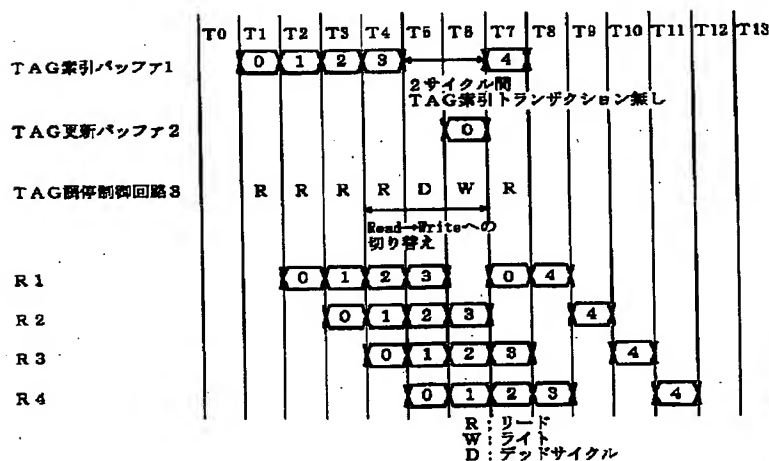 T0 T1 T2 T3 T4 T5 T6 T7 T8 T9 T10 T11 T12 T13
TAG索引バッファ1 0 1 2 3 4
2サイクル間
TAG索引トランザクション無し
TAG更新バッファ2 0
TAG調停制御回路3 R R R R D W R
Read→Writeへの
切り替え
R1 0 1 2 3 0 4
R2 0 1 2 3 4
R3 0 1 2 3 4
R4 0 1 2 3 4
R:リード
W:ライト
D:デッドサイクル